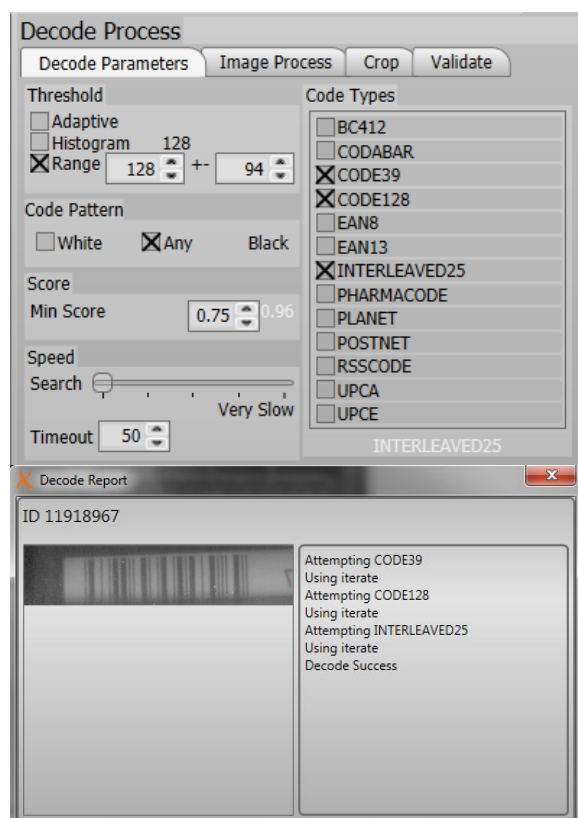 Decode Process
Decode Parameters Image Process Crop Validate
Threshold
Adaptive
Histogram 128
Range 128 +- 94
Code Pattern
White Any Black
Score
Min Score 0.75 0.96
Speed
Search
Very Slow
Timeout 50
Code Types
BC412
CODABAR
CODE39
CODE128
EAN8
EAN13
INTERLEAVED25
PHARMACODE
PLANET
POSTNET
RSSCODE
UPCA
UPCE
INTERLEAVED25
Decode Report
ID 11918967
Attempting CODE39
Using iterate
Attempting CODE128
Using iterate
Attempting INTERLEAVED25
Using iterate
Decode Success